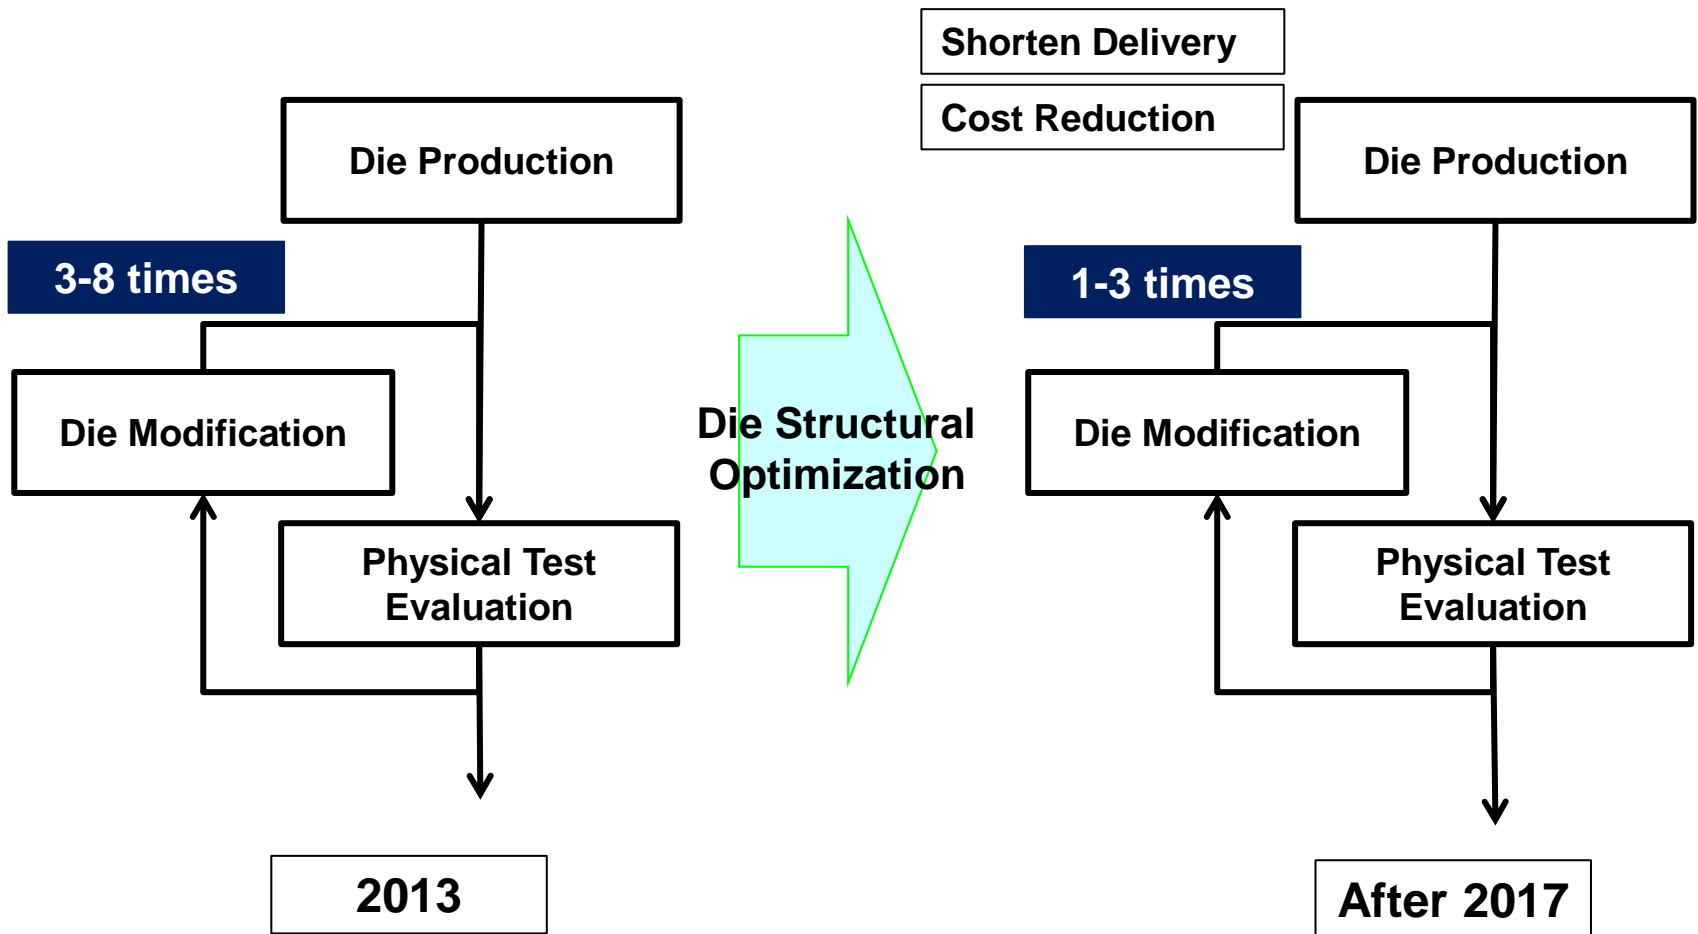 Shorten Delivery
Cost Reduction
Die Production
3-8 times
Die Modification
Physical Test
Evaluation
2013
Die Structural
Optimization
Die Production
1-3 times
Die Modification
Physical Test
Evaluation
After 2017